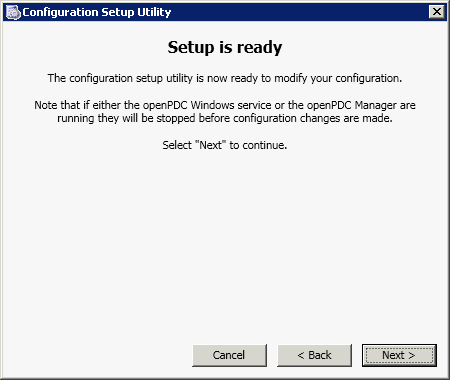 Configuration Setup Utility
Setup is ready
The configuration setup utility is now ready to modify your configuration.
Note that if either the openPDC Windows service or the openPDC Manager are
running they will be stopped before configuration changes are made.
Select "Next" to continue.
Cancel
< Back
Next >